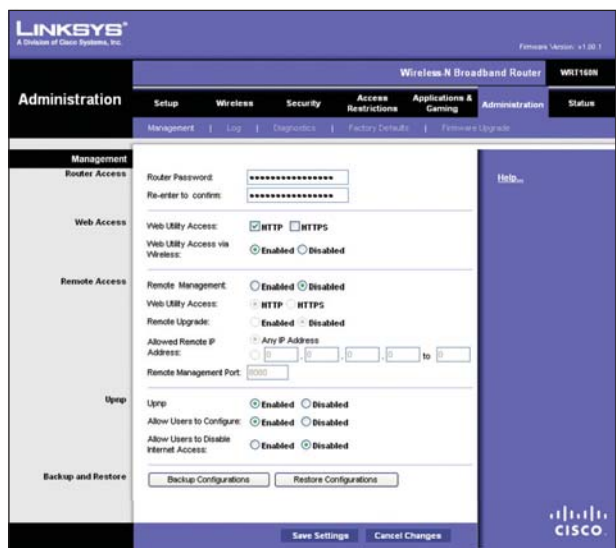 LINKSYS®
A Division of Cisco Systems, Inc.
Firmware Version: v1.00.1
Wireless-N Broadband Router WRT160N
Administration
Setup Wireless Security Access Restrictions Applications & Gaming Administration Status
Management | Log | Diagnostics | Factory Defaults | Firmware Upgrade
Management
Router Access
Router Password:
Re-enter to confirm:
Help...
Web Access
Web Utility Access: HTTP HTTPS
Web Utility Access via Wireless: Enabled Disabled
Remote Access
Remote Management: Enabled Disabled
Web Utility Access: HTTP HTTPS
Remote Upgrade: Enabled Disabled
Allowed Remote IP Address: Any IP Address
0 . 0 . 0 . 0 to 0
Remote Management Port: 8080
Upnp
Upnp Enabled Disabled
Allow Users to Configure: Enabled Disabled
Allow Users to Disable Internet Access: Enabled Disabled
Backup and Restore
Backup Configurations Restore Configurations
Save Settings Cancel Changes
CISCO